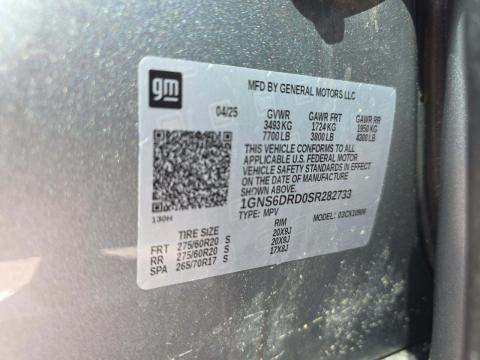 gm
MFD BY GENERAL MOTORS LLC
04/25 GVWR GAWR FRT GAWR RR
3493 KG 1724 KG 1950 KG
7700 LB 3800 LB 4300 LB
THIS VEHICLE CONFORMS TO ALL
APPLICABLE U.S. FEDERAL MOTOR
VEHICLE SAFETY STANDARDS IN EFFECT
ON THE DATE OF MANUFACTURE
SHOWN ABOVE.
1GNS6DRD0SR282733
TYPE: MPV MODEL:
130H
TIRE SIZE RIM
FRT 275/60R20 S 20X9J
RR 275/60R20 S 20X9J
SPA 265/70R17 S 17X8J